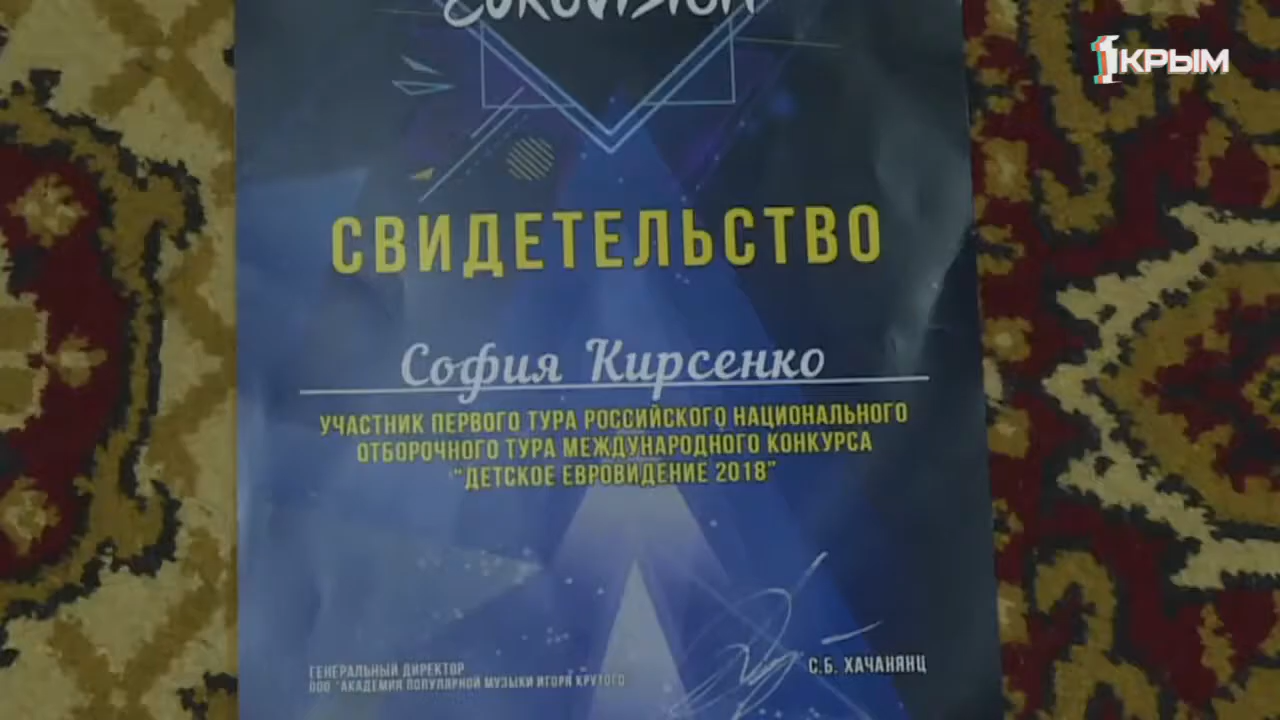 EUROVISION
1КРЫМ
СВИДЕТЕЛЬСТВО
София Кирсенко
УЧАСТНИК ПЕРВОГО ТУРА РОССИЙСКОГО НАЦИОНАЛЬНОГО
ОТБОРОЧНОГО ТУРА МЕЖДУНАРОДНОГО КОНКУРСА
"ДЕТСКОЕ ЕВРОВИДЕНИЕ 2018"
ГЕНЕРАЛЬНЫЙ ДИРЕКТОР
ООО "АКАДЕМИЯ ПОПУЛЯРНОЙ МУЗЫКИ ИГОРЯ КРУТОГО
С.Б. ХАЧАНЯНЦ